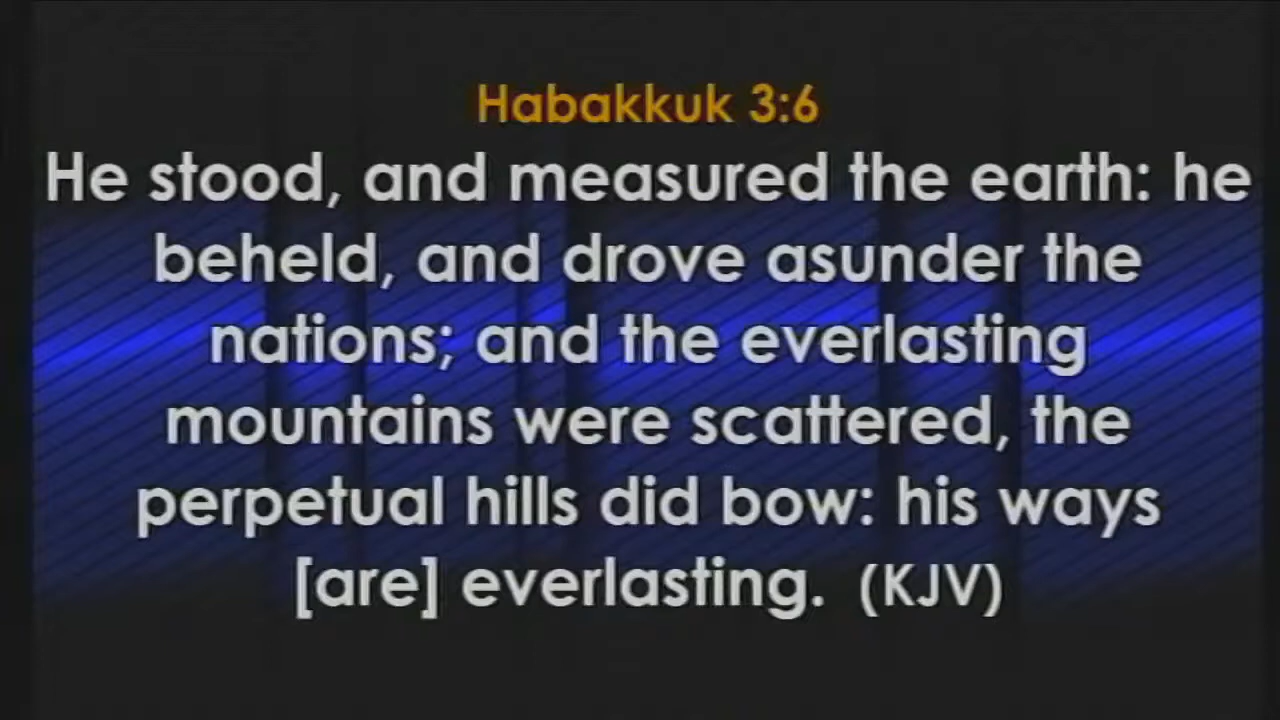 Habakkuk 3:6
He stood, and measured the earth: he
beheld, and drove asunder the
nations; and the everlasting
mountains were scattered, the
perpetual hills did bow: his ways
[are] everlasting. (KJV)